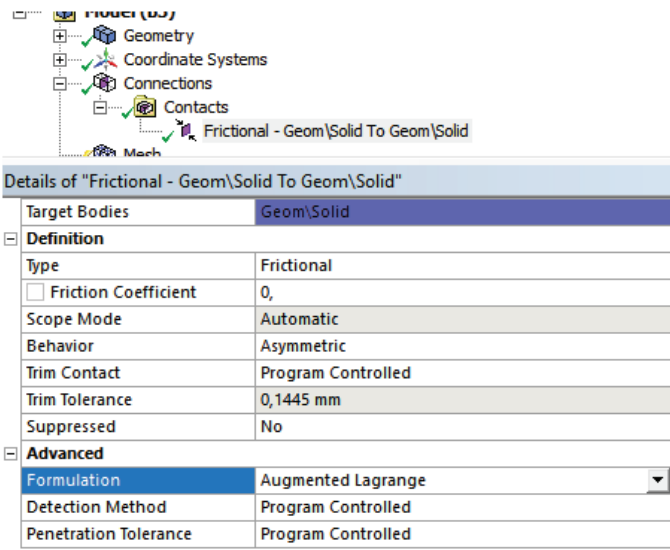 Model (B3)
Geometry
Coordinate Systems
Connections
Contacts
Frictional - Geom\Solid To Geom\Solid
Mesh
Details of "Frictional - Geom\Solid To Geom\Solid"
Target Bodies Geom\Solid
Definition
Type Frictional
Friction Coefficient 0,
Scope Mode Automatic
Behavior Asymmetric
Trim Contact Program Controlled
Trim Tolerance 0,1445 mm
Suppressed No
Advanced
Formulation Augmented Lagrange
Detection Method Program Controlled
Penetration Tolerance Program Controlled